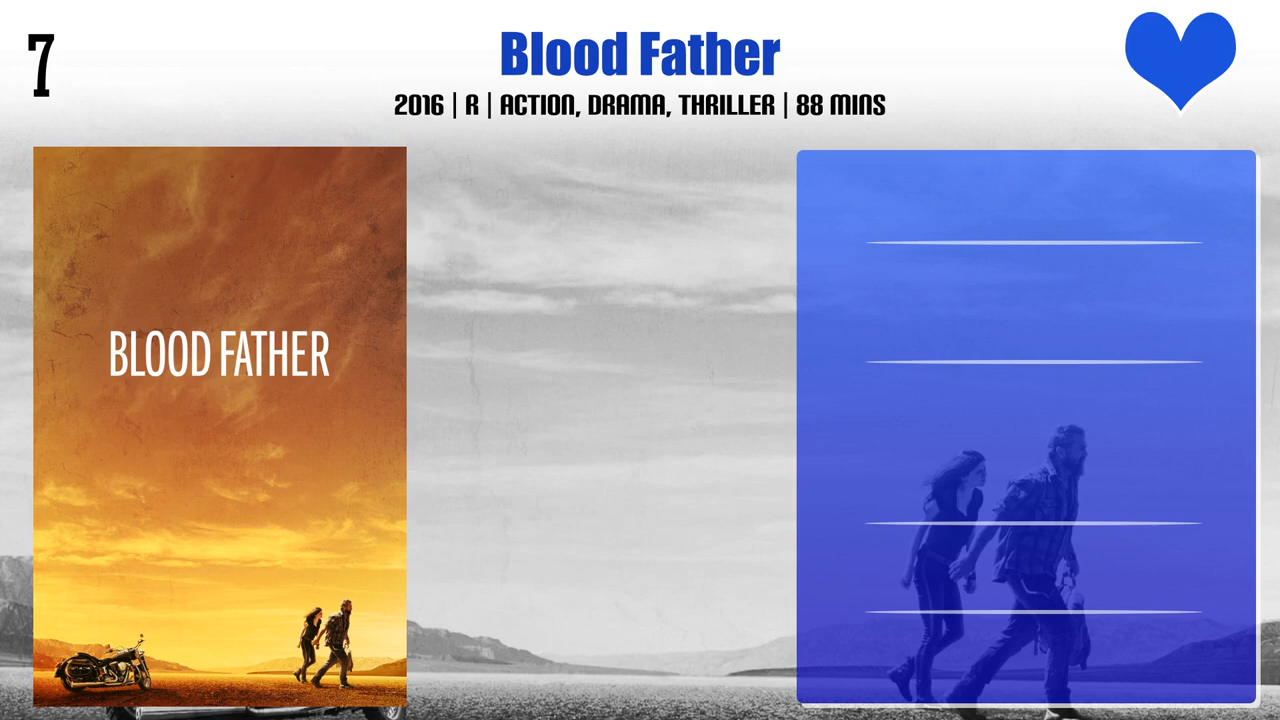 7
Blood Father
2016 | R | ACTION, DRAMA, THRILLER | 88 MINS
BLOOD FATHER